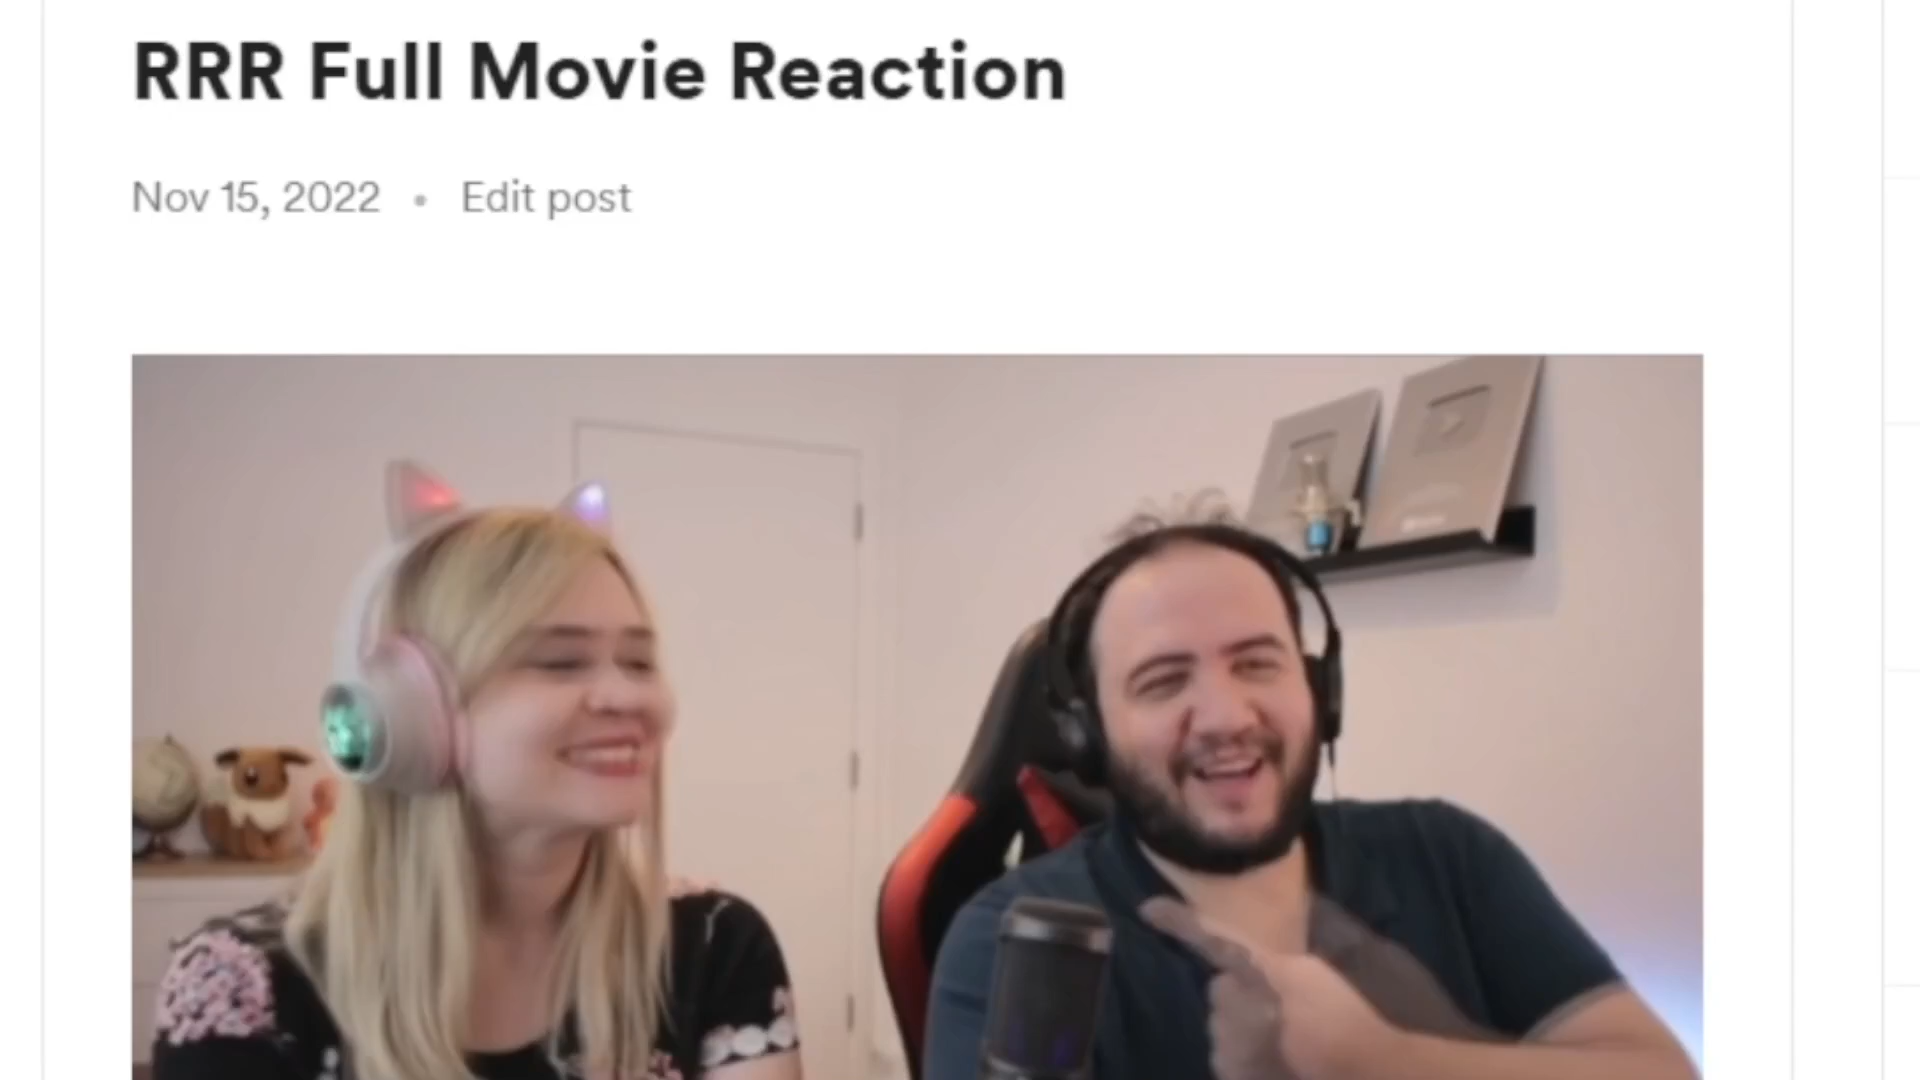 RRR Full Movie Reaction
Nov 15, 2022 • Edit post